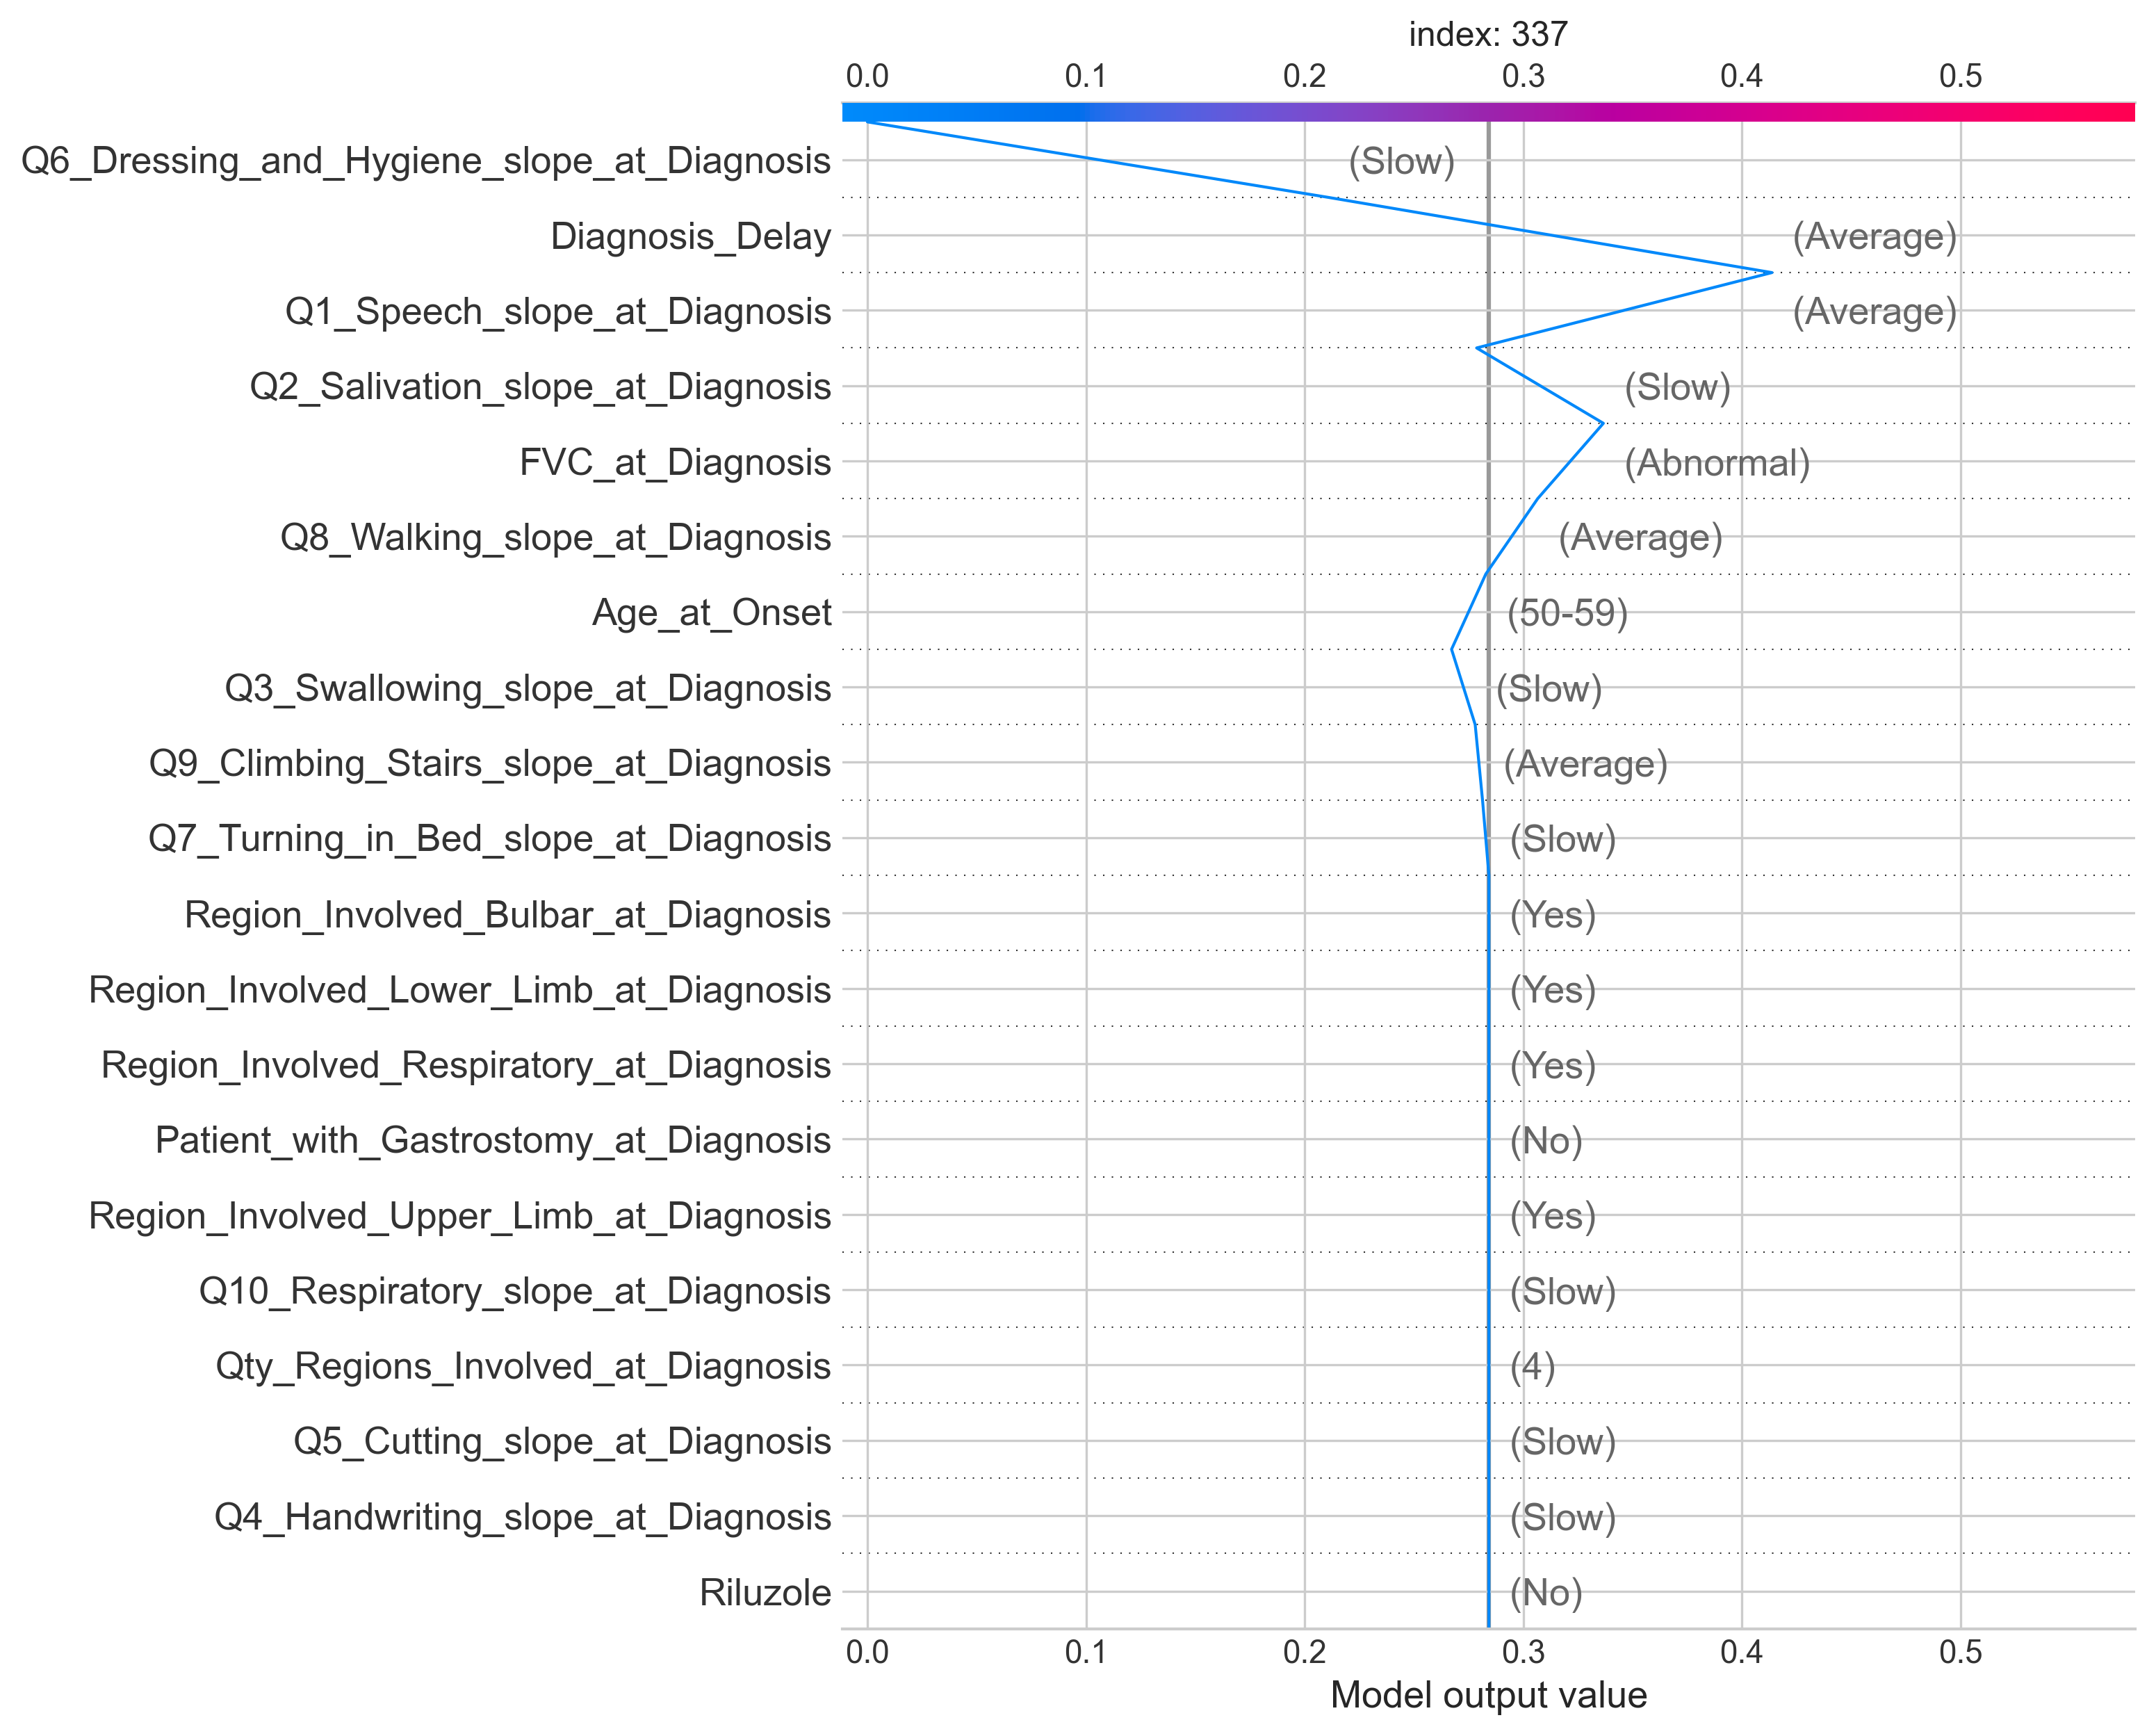 index: 337
0.0 0.1 0.2 0.3 0.4 0.5
Q6_Dressing_and_Hygiene_slope_at_Diagnosis (Slow)
Diagnosis_Delay (Average)
Q1_Speech_slope_at_Diagnosis (Average)
Q2_Salivation_slope_at_Diagnosis (Slow)
FVC_at_Diagnosis (Abnormal)
Q8_Walking_slope_at_Diagnosis (Average)
Age_at_Onset (50-59)
Q3_Swallowing_slope_at_Diagnosis (Slow)
Q9_Climbing_Stairs_slope_at_Diagnosis (Average)
Q7_Turning_in_Bed_slope_at_Diagnosis (Slow)
Region_Involved_Bulbar_at_Diagnosis (Yes)
Region_Involved_Lower_Limb_at_Diagnosis (Yes)
Region_Involved_Respiratory_at_Diagnosis (Yes)
Patient_with_Gastrostomy_at_Diagnosis (No)
Region_Involved_Upper_Limb_at_Diagnosis (Yes)
Q10_Respiratory_slope_at_Diagnosis (Slow)
Qty_Regions_Involved_at_Diagnosis (4)
Q5_Cutting_slope_at_Diagnosis (Slow)
Q4_Handwriting_slope_at_Diagnosis (Slow)
Riluzole (No)
0.0 0.1 0.2 0.3 0.4 0.5
Model output value